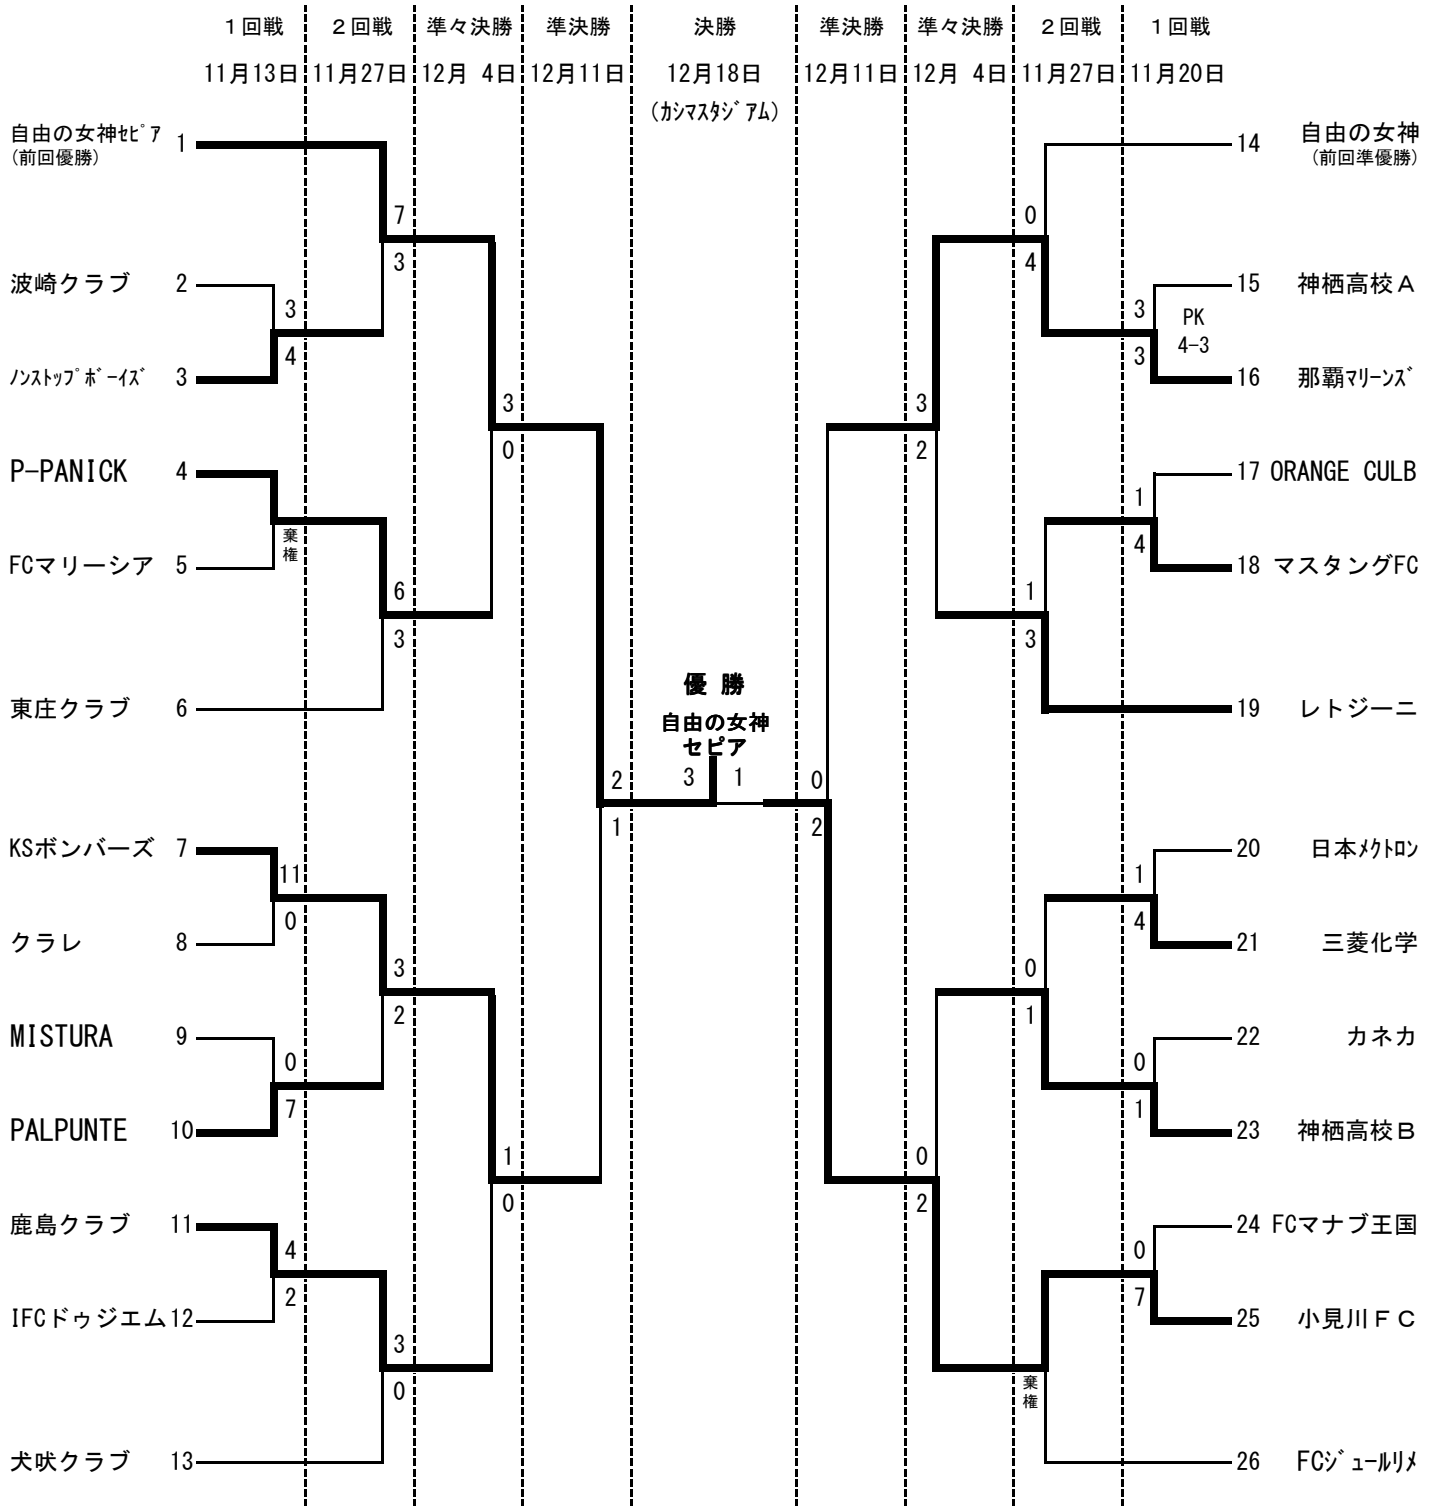 １回戦 ２回戦 準々決勝 準決勝 決勝 準決勝 準々決勝 ２回戦 １回戦
11月13日 11月27日 12月 4日 12月11日 12月18日 12月11日 12月 4日 11月27日 11月20日
(ｶｼﾏｽﾀｼﾞｱﾑ)
自由の女神ｾﾋﾟｱ 1 14 自由の女神
(前回優勝) (前回準優勝)
7 0
3 4
波崎クラブ 2 15 神栖高校Ａ
3 3 PK
4 3 4-3
ﾉﾝｽﾄｯﾌﾟﾎﾞｰｲｽﾞ 3 16 那覇ﾏﾘｰﾝｽﾞ
3 3
0 2
P-PANICK 4 17 ORANGE CULB
1
棄権 4
FCマリーシア 5 18 マスタングFC
6 1
3 3
優 勝
東庄クラブ 6 19 レトジーニ
自由の女神
セピア
2 3 1 0
1 2
KSボンバーズ 7 20 日本ﾒｸﾄﾛﾝ
11 1
0 4
クラレ 8 21 三菱化学
3 0
2 1
MISTURA 9 22 カネカ
0 0
7 1
PALPUNTE 10 23 神栖高校Ｂ
1 0
0 2
鹿島クラブ 11 24 FCマナブ王国
4 0
2 7
IFCドゥジエム 12 25 小見川ＦＣ
3
0 棄権
犬吠クラブ 13 26 FCｼﾞｭｰﾙﾘﾒ